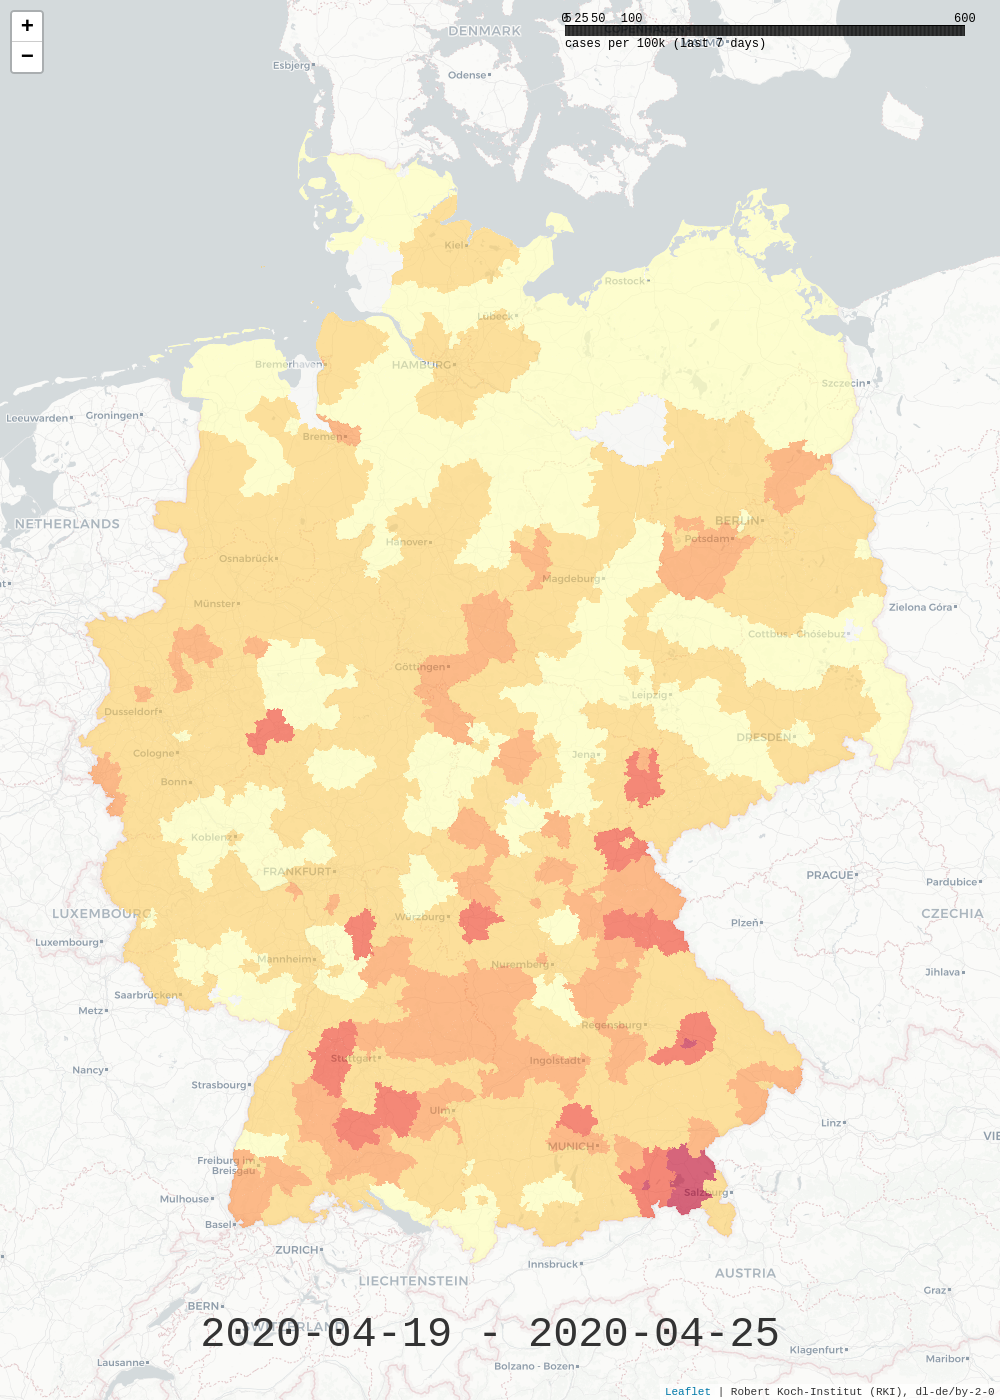 +
−
0 5 25 50 100 600
cases per 100k (last 7 days)
DENMARK
Esbjerg
Odense
Kiel
Rostock
Lübeck
Bremerhaven
HAMBURG
Szczecin
Leeuwarden
Groningen
Bremen
NETHERLANDS
BERLIN
Potsdam
Hanover
Osnabrück
Magdeburg
Münster
Zielona Góra
Cottbus - Chóśebuz
Göttingen
Leipzig
Dusseldorf
DRESDEN
Cologne
Jena
Bonn
Koblenz
FRANKFURT
PRAGUE
Pardubice
LUXEMBOURG
Würzburg
Plzeň
CZECHIA
Luxembourg
Mannheim
Nuremberg
Jihlava
Saarbrücken
Metz
Regensburg
Stuttgart
Ingolstadt
Nancy
Strasbourg
Ulm
Linz
VIE
MUNICH
Freiburg im
Breisgau
Mulhouse
Salzburg
Basel
ZURICH
Innsbruck
LIECHTENSTEIN
AUSTRIA
Graz
BERN
SWITZERLAND
2020-04-19 - 2020-04-25
Klagenfurt
Lausanne
Bolzano - Bozen
Maribor
Leaflet | Robert Koch-Institut (RKI), dl-de/by-2-0